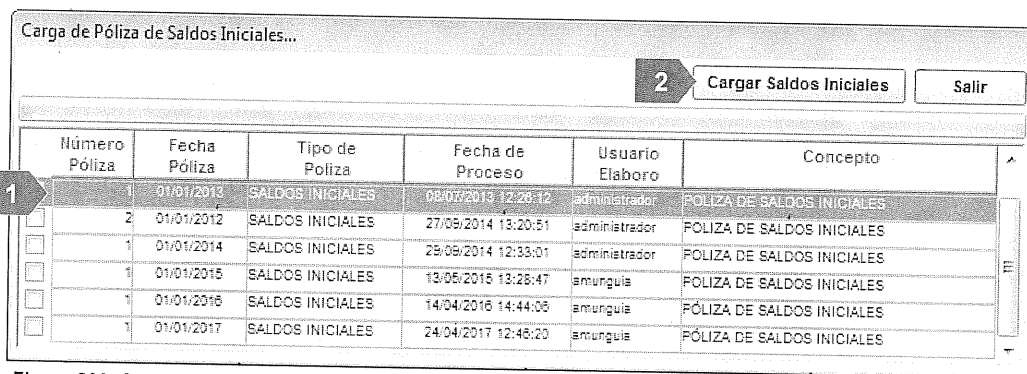 Carga de Póliza de Saldos Iniciales...
2 Cargar Saldos Iniciales Salir
Número Póliza Fecha Póliza Tipo de Poliza Fecha de Proceso Usuario Elaboro Concepto
1 1 01/01/2013 SALDOS INICIALES 08/07/2013 12:28:12 administrador POLIZA DE SALDOS INICIALES
2 01/01/2012 SALDOS INICIALES 27/09/2014 13:20:51 administrador POLIZA DE SALDOS INICIALES
1 01/01/2014 SALDOS INICIALES 29/09/2014 12:33:01 administrador POLIZA DE SALDOS INICIALES
1 01/01/2015 SALDOS INICIALES 13/05/2015 13:28:47 amunguia PÓLIZA DE SALDOS INICIALES
1 01/01/2016 SALDOS INICIALES 14/04/2016 14:44:06 amunguia PÓLIZA DE SALDOS INICIALES
1 01/01/2017 SALDOS INICIALES 24/04/2017 12:46:20 amunguia PÓLIZA DE SALDOS INICIALES